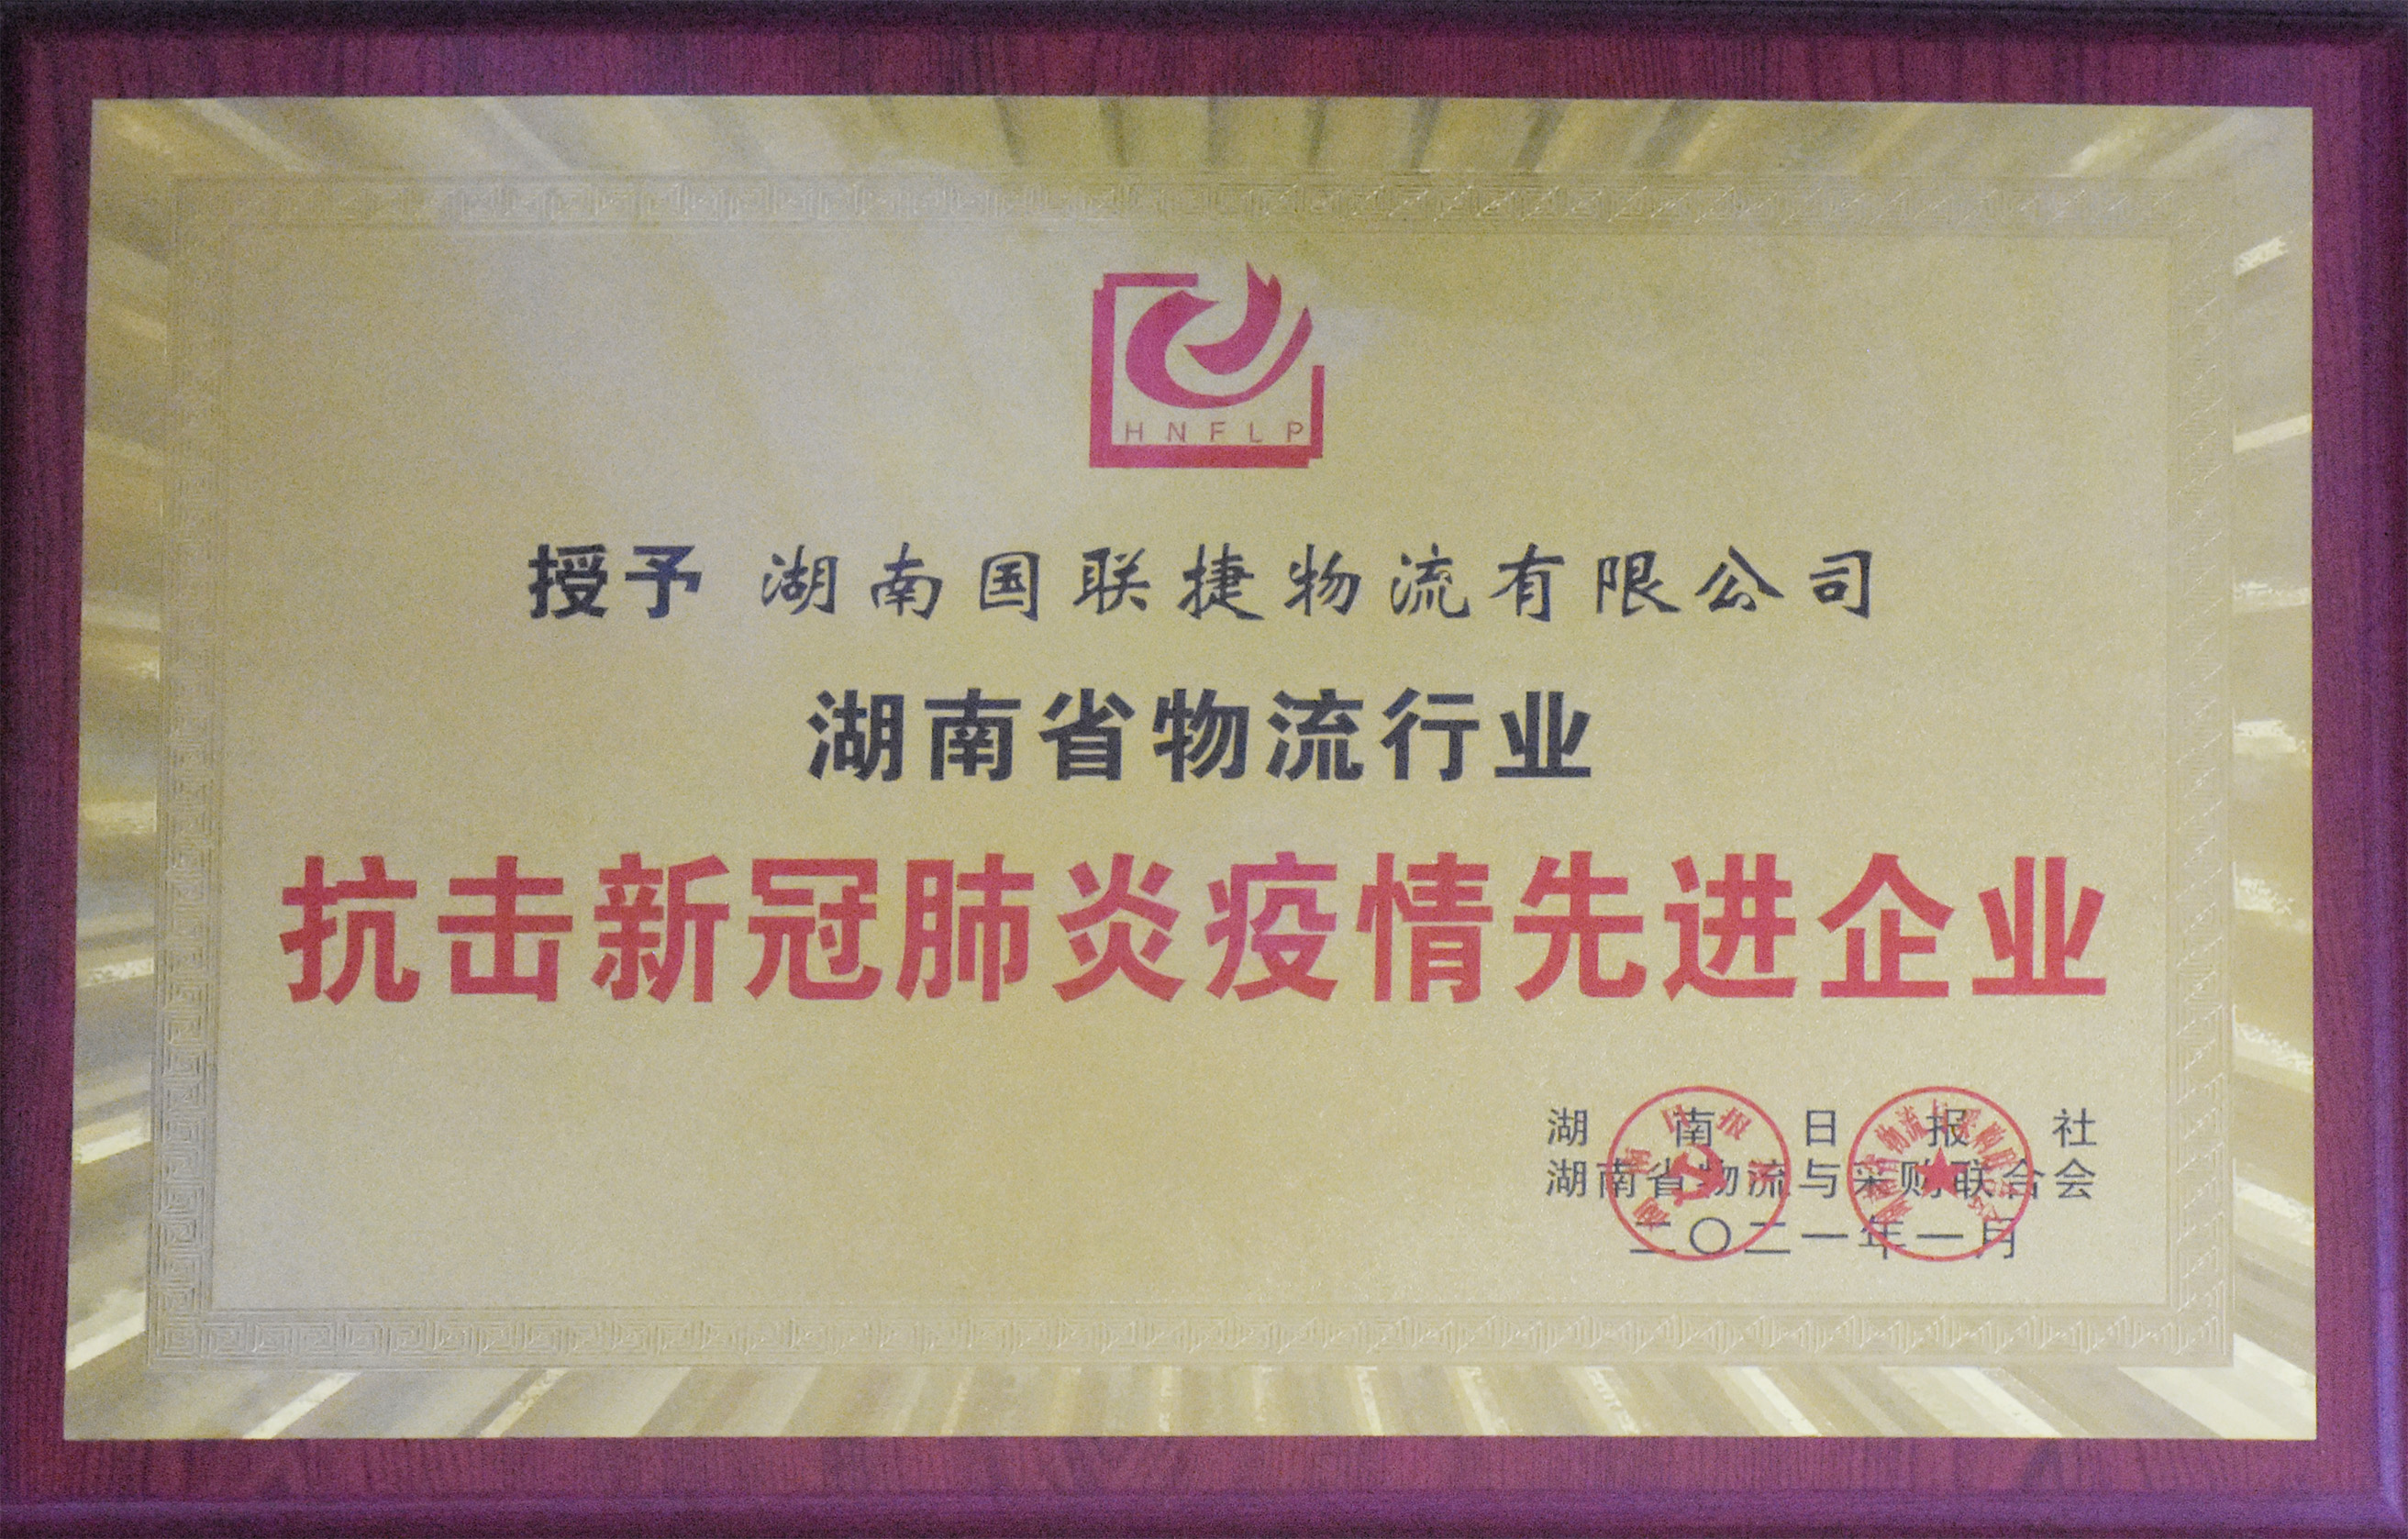 HNFLP
授予 湖南国联捷物流有限公司
湖南省物流行业
抗击新冠肺炎疫情先进企业
湖南日报社
湖南省物流与采购联合会
二〇二一年一月